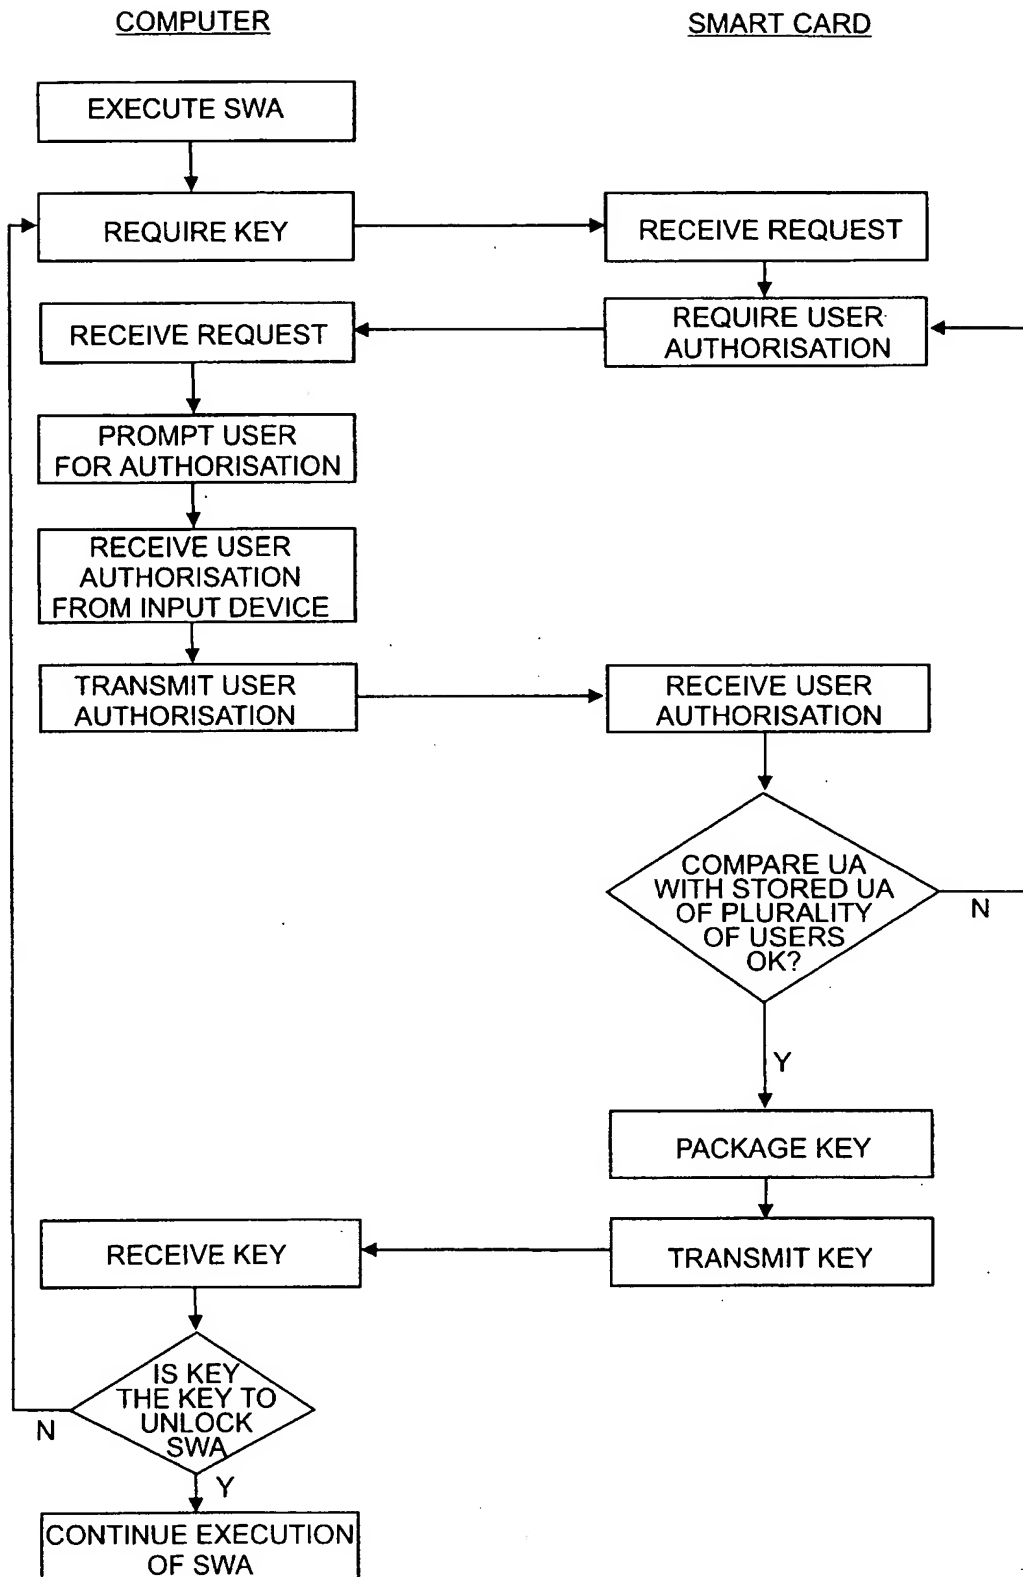 COMPUTER
SMART CARD
EXECUTE SWA
REQUIRE KEY
RECEIVE REQUEST
RECEIVE REQUEST
REQUIRE USER
AUTHORISATION
PROMPT USER
FOR AUTHORISATION
RECEIVE USER
AUTHORISATION
FROM INPUT DEVICE
TRANSMIT USER
AUTHORISATION
RECEIVE USER
AUTHORISATION
COMPARE UA
WITH STORED UA
OF PLURALITY
OF USERS
OK?
N
Y
PACKAGE KEY
TRANSMIT KEY
RECEIVE KEY
IS KEY
THE KEY TO
UNLOCK
SWA
N
Y
CONTINUE EXECUTION
OF SWA